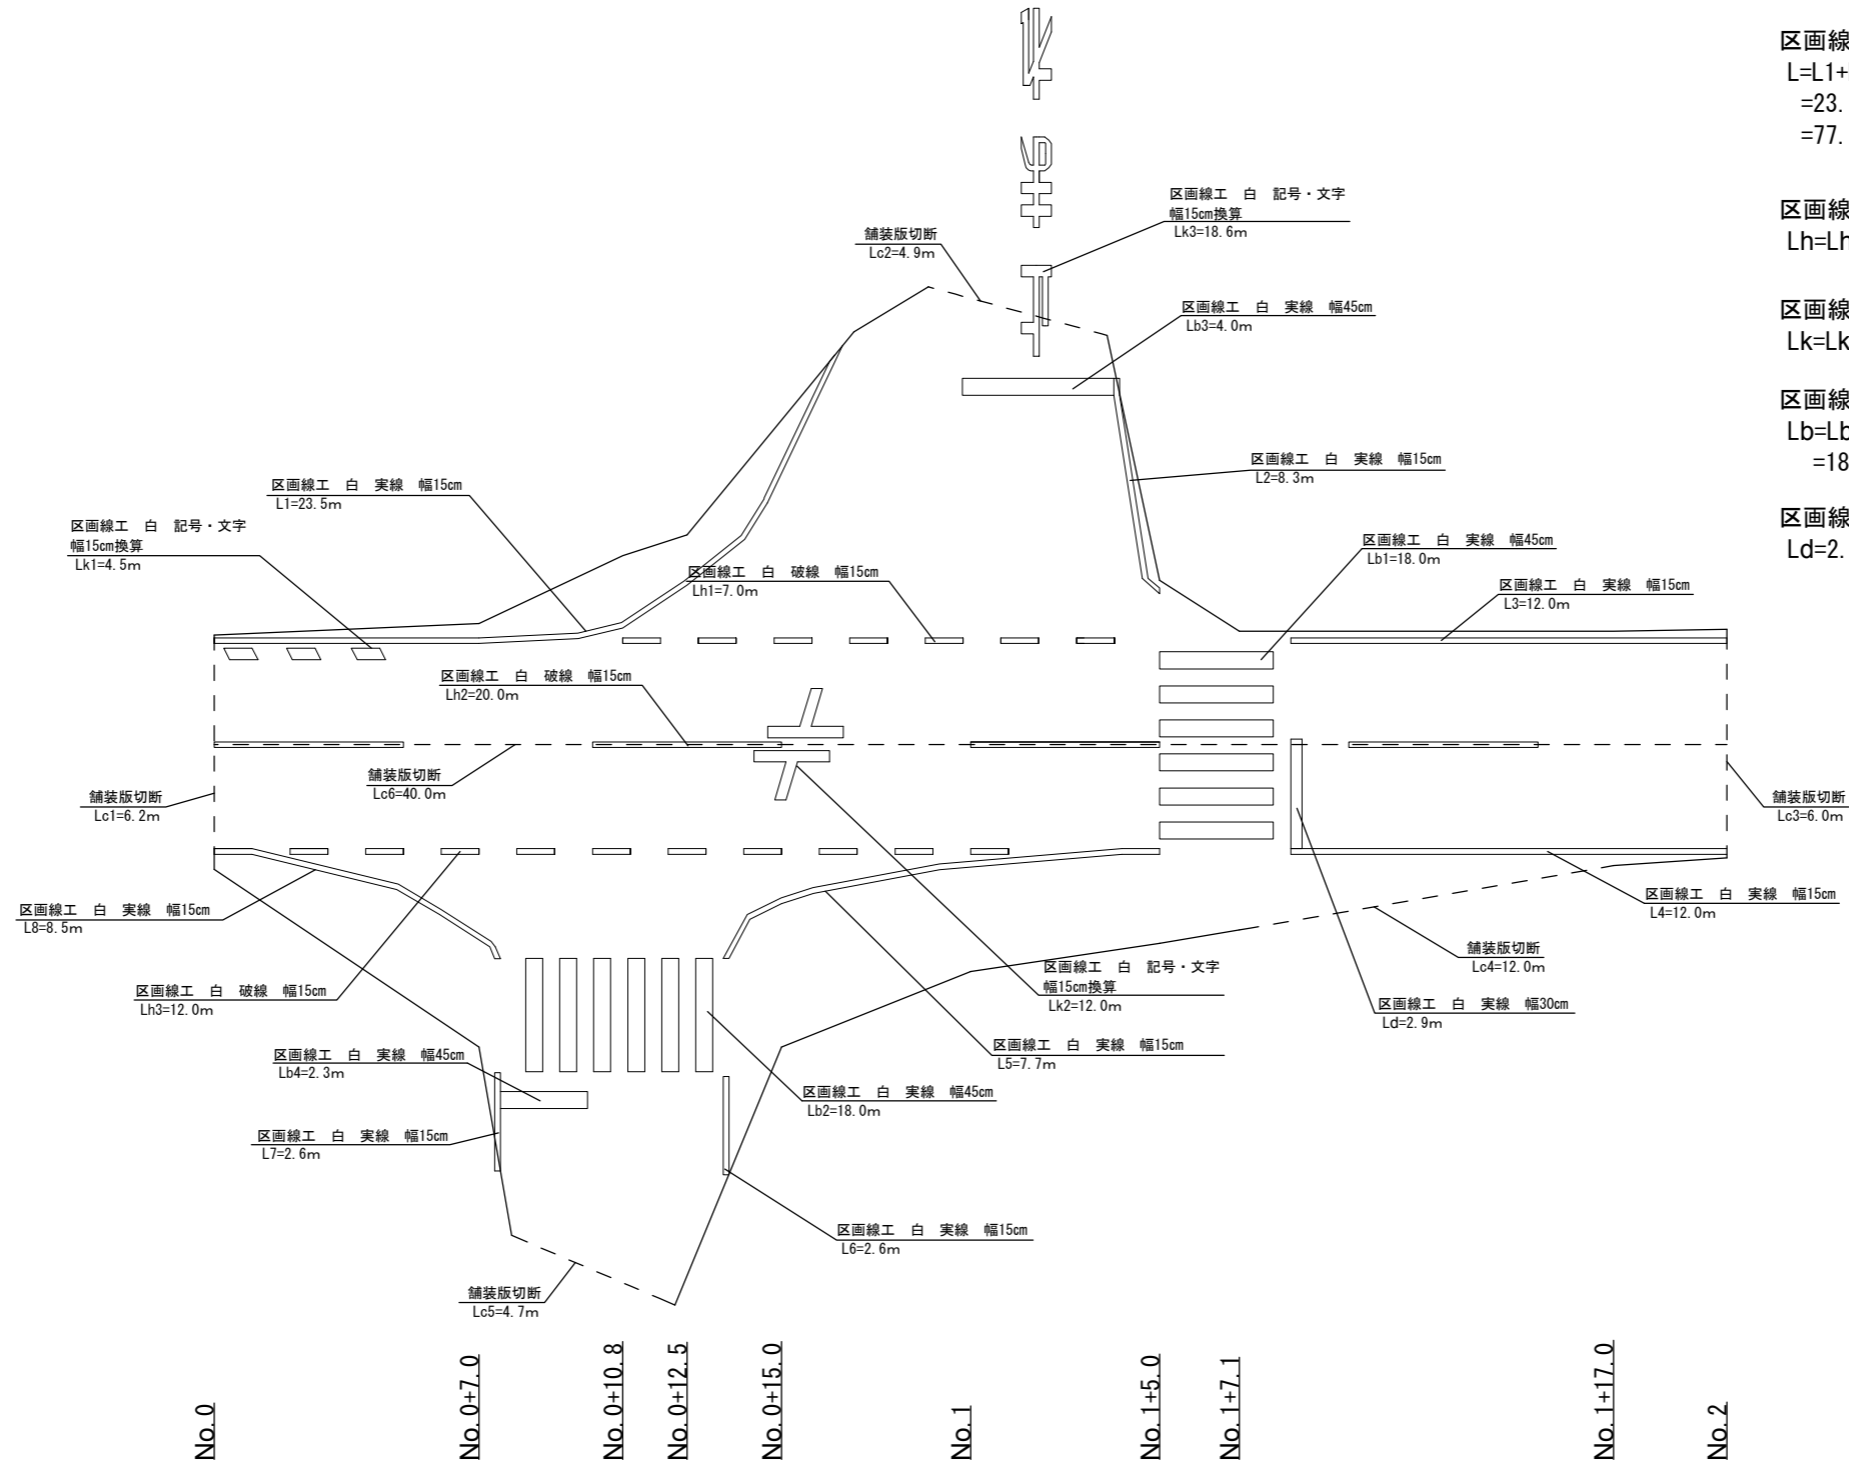 止まれ
区画線
L=L1+
=23.
=77.
区画線
Lh=Lh
区画線
Lk=Lk
区画線
Lb=Lb
=18
区画線
Ld=2.
区画線工 白 記号・文字
幅15cm換算
Lk3=18.6m
舗装版切断
Lc2=4.9m
区画線工 白 実線 幅45cm
Lb3=4.0m
区画線工 白 実線 幅15cm
L2=8.3m
区画線工 白 実線 幅15cm
L1=23.5m
区画線工 白 記号・文字
幅15cm換算
Lk1=4.5m
区画線工 白 実線 幅45cm
Lb1=18.0m
区画線工 白 破線 幅15cm
Lh1=7.0m
区画線工 白 実線 幅15cm
L3=12.0m
区画線工 白 破線 幅15cm
Lh2=20.0m
舗装版切断
Lc6=40.0m
舗装版切断
Lc1=6.2m
舗装版切断
Lc3=6.0m
区画線工 白 実線 幅15cm
L8=8.5m
区画線工 白 実線 幅15cm
L4=12.0m
舗装版切断
Lc4=12.0m
区画線工 白 記号・文字
幅15cm換算
Lk2=12.0m
区画線工 白 破線 幅15cm
Lh3=12.0m
区画線工 白 実線 幅30cm
Ld=2.9m
区画線工 白 実線 幅45cm
Lb4=2.3m
区画線工 白 実線 幅15cm
L5=7.7m
区画線工 白 実線 幅45cm
Lb2=18.0m
区画線工 白 実線 幅15cm
L7=2.6m
区画線工 白 実線 幅15cm
L6=2.6m
舗装版切断
Lc5=4.7m
No.0
No.0+7.0
No.0+10.8
No.0+12.5
No.0+15.0
No.1
No.1+5.0
No.1+7.1
No.1+17.0
No.2